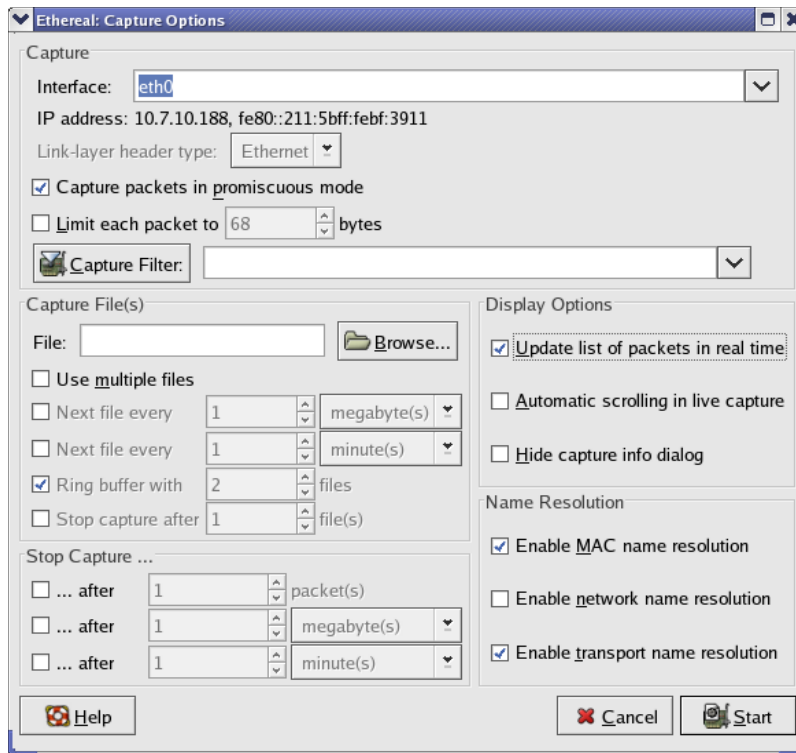 Ethereal: Capture Options
Capture
Interface: eth0
IP address: 10.7.10.188, fe80::211:5bff:febf:3911
Link-layer header type: Ethernet
Capture packets in promiscuous mode
Limit each packet to 68 bytes
Capture Filter:
Capture File(s)
File: Browse...
Use multiple files
Next file every 1 megabyte(s)
Next file every 1 minute(s)
Ring buffer with 2 files
Stop capture after 1 file(s)
Stop Capture ...
... after 1 packet(s)
... after 1 megabyte(s)
... after 1 minute(s)
Display Options
Update list of packets in real time
Automatic scrolling in live capture
Hide capture info dialog
Name Resolution
Enable MAC name resolution
Enable network name resolution
Enable transport name resolution
Help Cancel Start